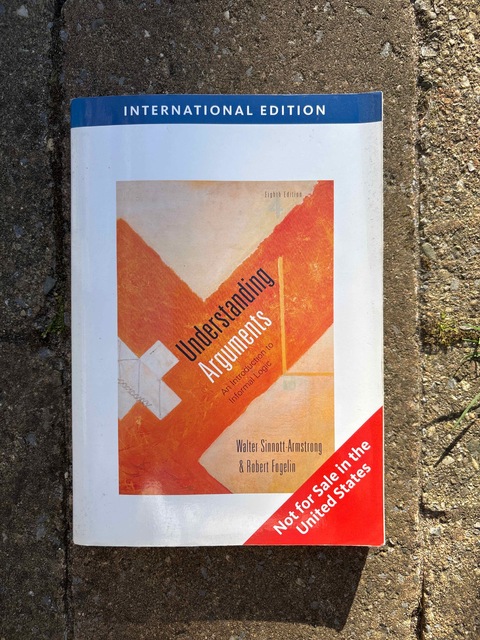 INTERNATIONAL EDITION
Eighth Edition
Understanding
Arguments
An Introduction to
Informal Logic
Walter Sinnott-Armstrong
& Robert Fogelin
Not for Sale in the
United States